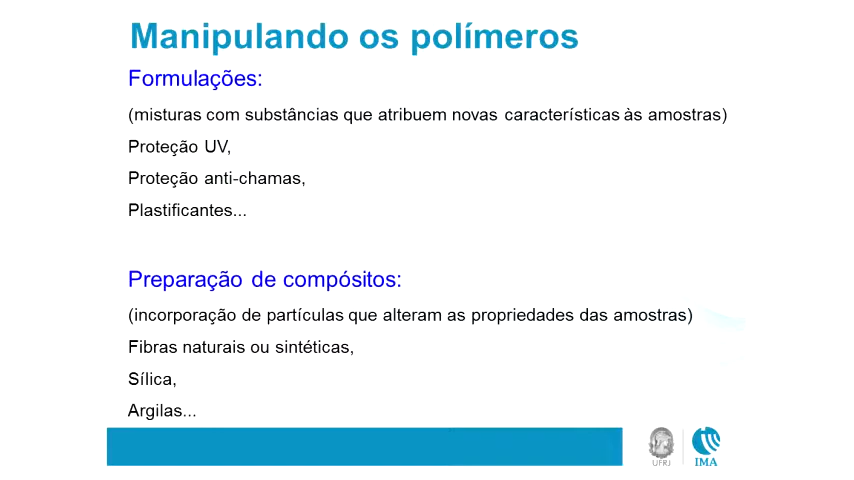 Manipulando os polímeros
Formulações:
(misturas com substâncias que atribuem novas características às amostras)
Proteção UV,
Proteção anti-chamas,
Plastificantes...
Preparação de compósitos:
(incorporação de partículas que alteram as propriedades das amostras)
Fibras naturais ou sintéticas,
Sílica,
Argilas...
UFRJ
IMA